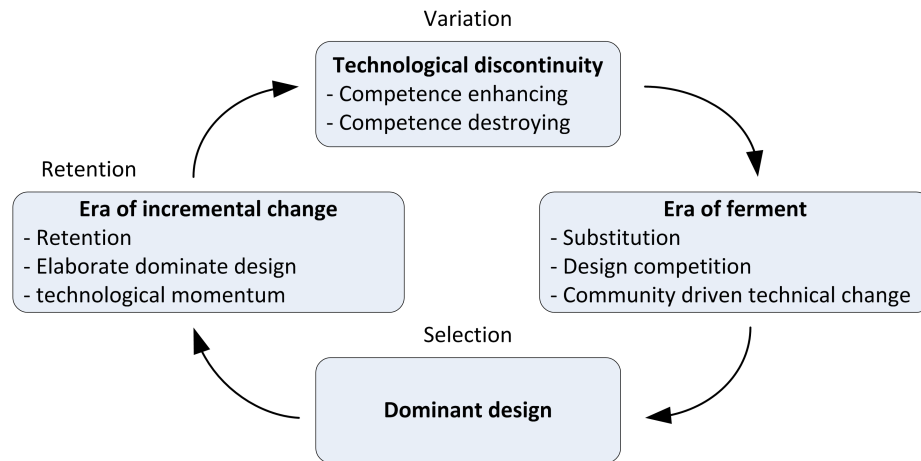 Variation
Technological discontinuity
- Competence enhancing
- Competence destroying
Retention
Era of incremental change
- Retention
- Elaborate dominate design
- technological momentum
Era of ferment
- Substitution
- Design competition
- Community driven technical change
Selection
Dominant design